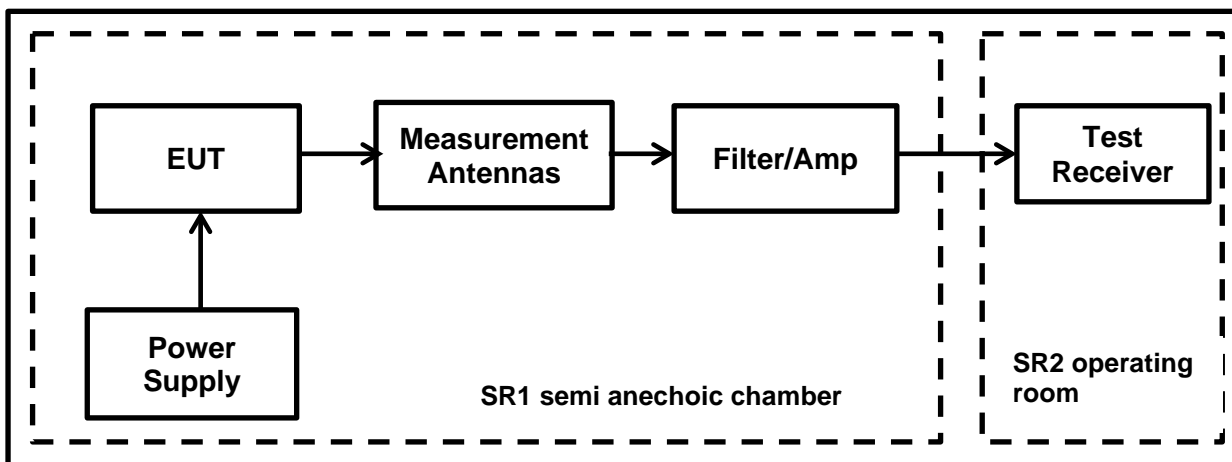 EUT
Measurement
Antennas
Filter/Amp
Test
Receiver
Power
Supply
SR1 semi anechoic chamber
SR2 operating
room